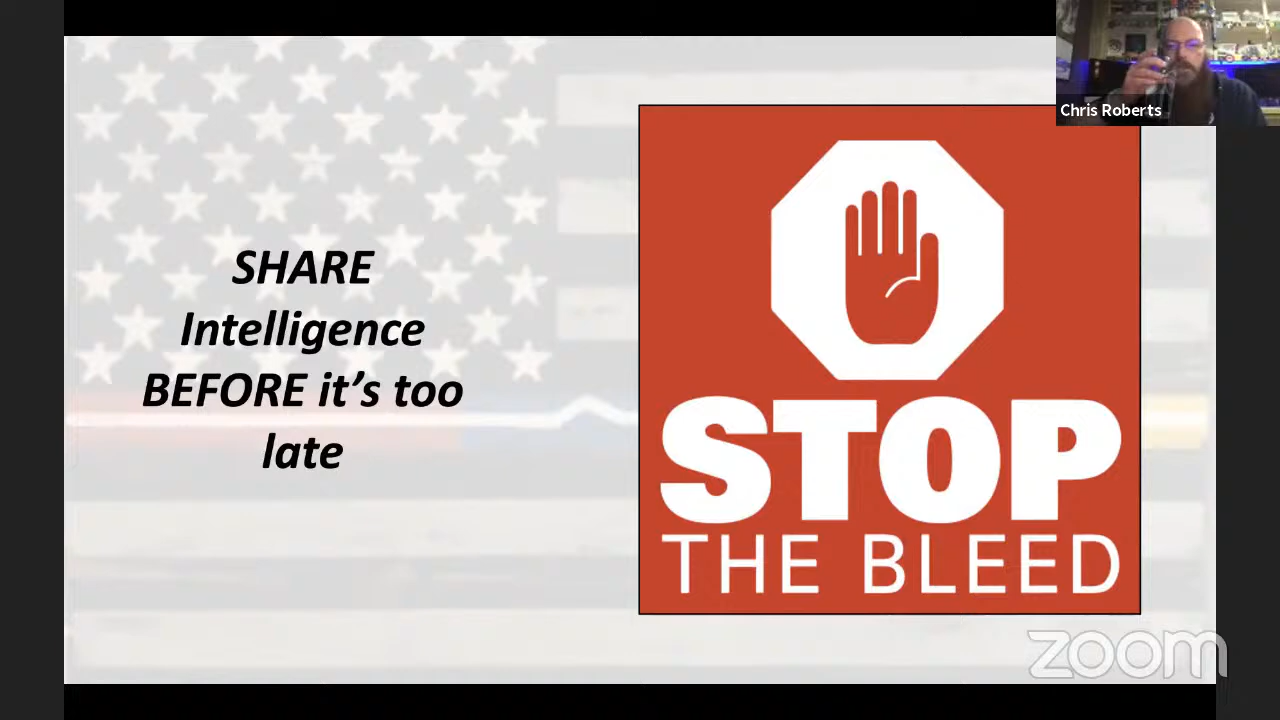 Chris Roberts
SHARE
Intelligence
BEFORE it's too
late
STOP
THE BLEED
zoom